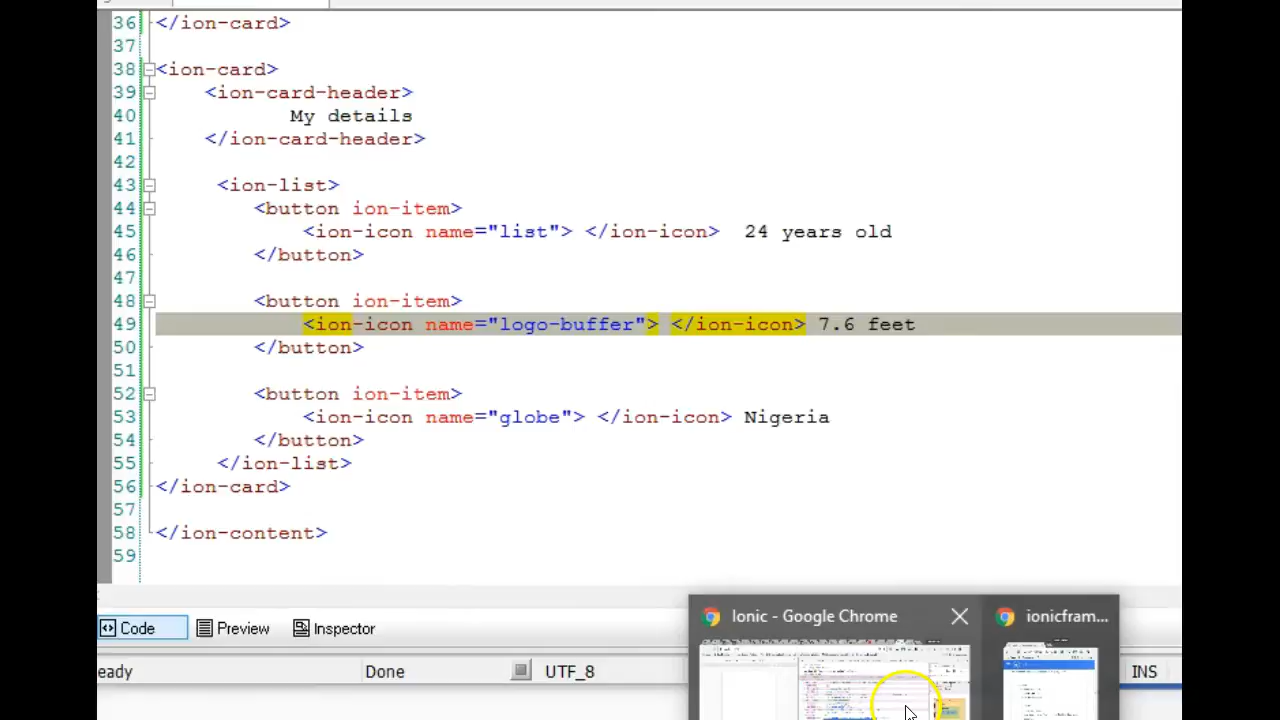 36 </ion-card>
37
38 <ion-card>
39 <ion-card-header>
40 My details
41 </ion-card-header>
42
43 <ion-list>
44 <button ion-item>
45 <ion-icon name="list"> </ion-icon> 24 years old
46 </button>
47
48 <button ion-item>
49 <ion-icon name="logo-buffer"> </ion-icon> 7.6 feet
50 </button>
51
52 <button ion-item>
53 <ion-icon name="globe"> </ion-icon> Nigeria
54 </button>
55 </ion-list>
56 </ion-card>
57
58 </ion-content>
59
Ionic - Google Chrome ionicfram...
Code Preview Inspector
eady Done UTF_8 INS